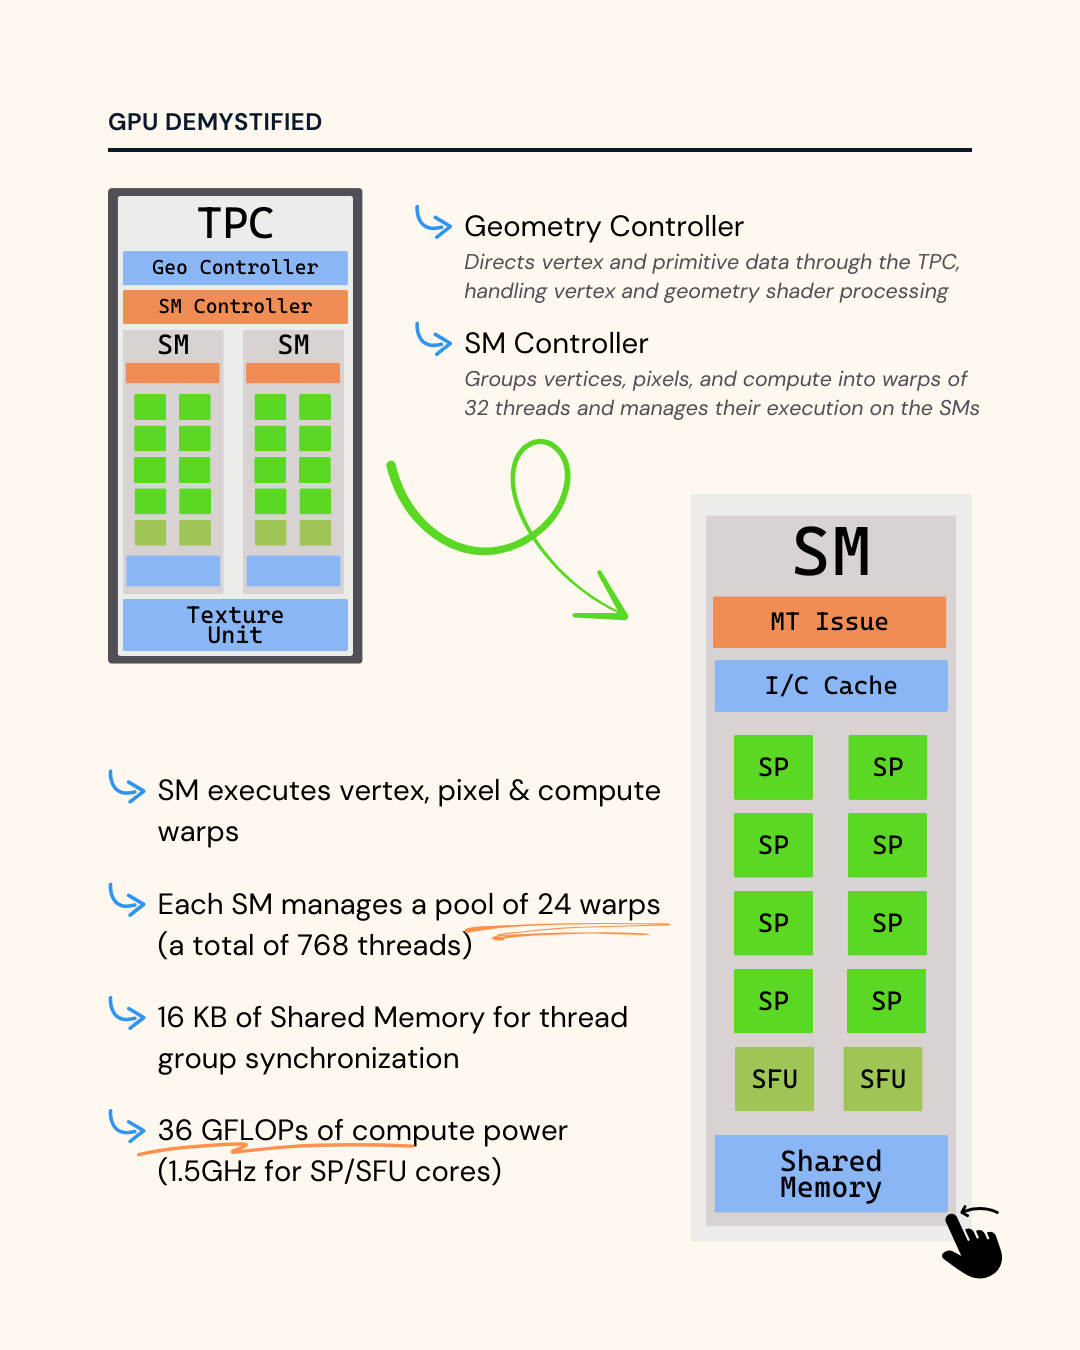 GPU DEMYSTIFIED
TPC
Geo Controller
SM Controller
SM
SM
Texture
Unit
Geometry Controller
Directs vertex and primitive data through the TPC,
handling vertex and geometry shader processing
SM Controller
Groups vertices, pixels, and compute into warps of
32 threads and manages their execution on the SMs
SM executes vertex, pixel & compute
warps
Each SM manages a pool of 24 warps
(a total of 768 threads)
16 KB of Shared Memory for thread
group synchronization
36 GFLOPs of compute power
(1.5GHz for SP/SFU cores)
SM
MT Issue
I/C Cache
SP SP
SP SP
SP SP
SP SP
SFU SFU
Shared
Memory